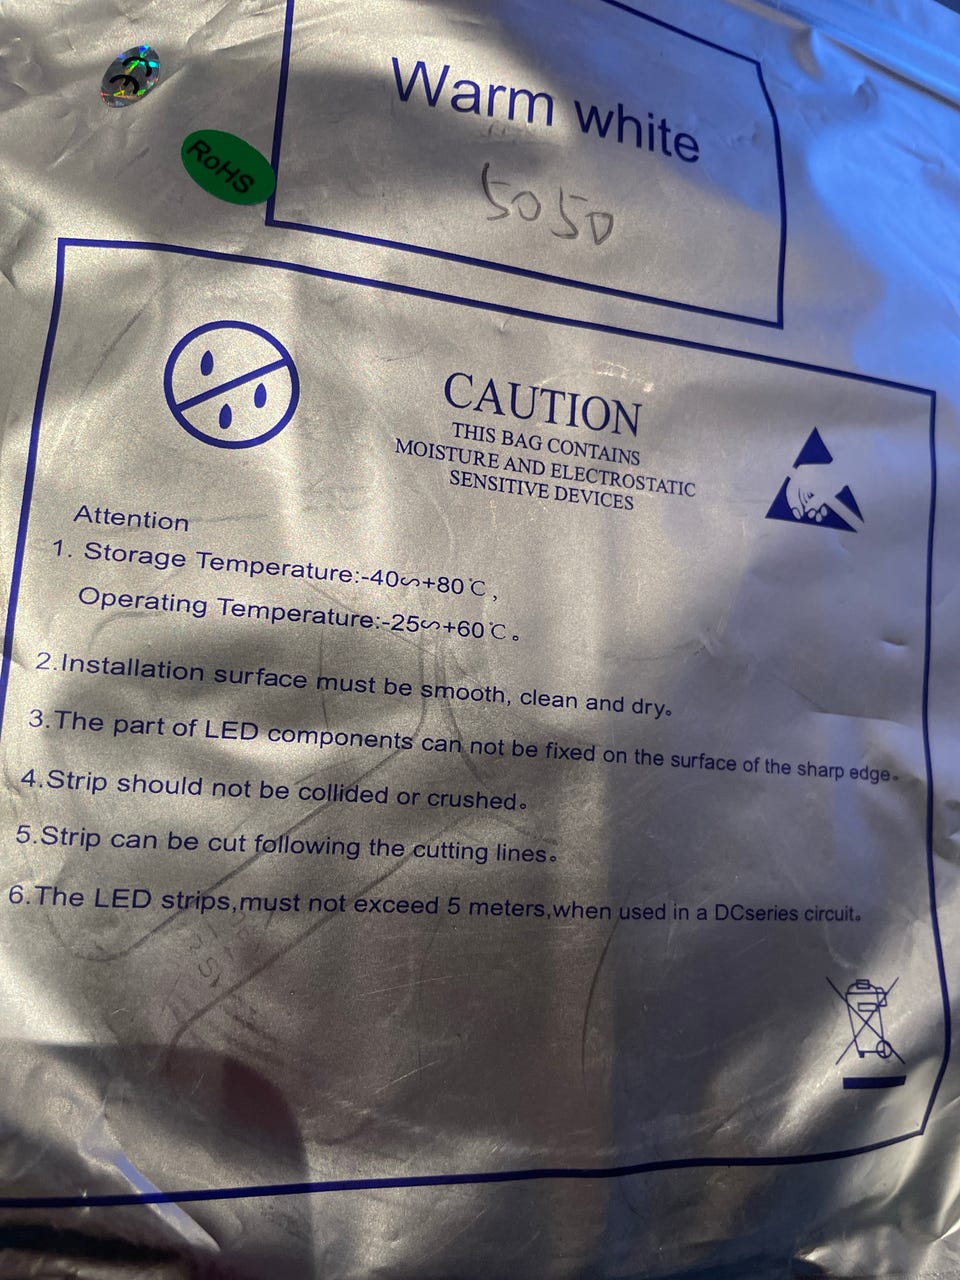 CE
RoHS
Warm white
5050
CAUTION
THIS BAG CONTAINS
MOISTURE AND ELECTROSTATIC
SENSITIVE DEVICES
Attention
1. Storage Temperature:-40∽+80℃,
Operating Temperature:-25∽+60℃。
2.Installation surface must be smooth, clean and dry。
3.The part of LED components can not be fixed on the surface of the sharp edge。
4.Strip should not be collided or crushed。
5.Strip can be cut following the cutting lines。
6.The LED strips,must not exceed 5 meters,when used in a DCseries circuit。